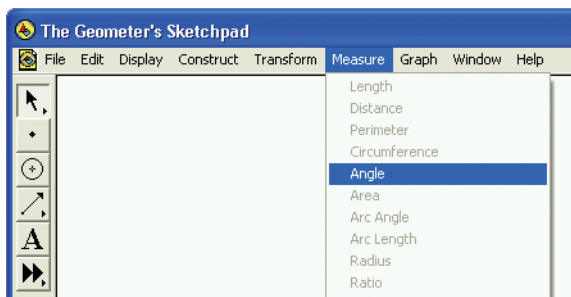 The Geometer's Sketchpad
File Edit Display Construct Transform Measure Graph Window Help
Length
Distance
Perimeter
Circumference
Angle
Area
Arc Angle
Arc Length
A
Radius
Ratio